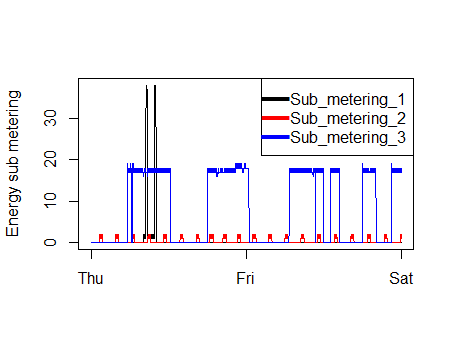 Energy sub metering
30
20
10
0
Sub_metering_1
Sub_metering_2
Sub_metering_3
Thu Fri Sat